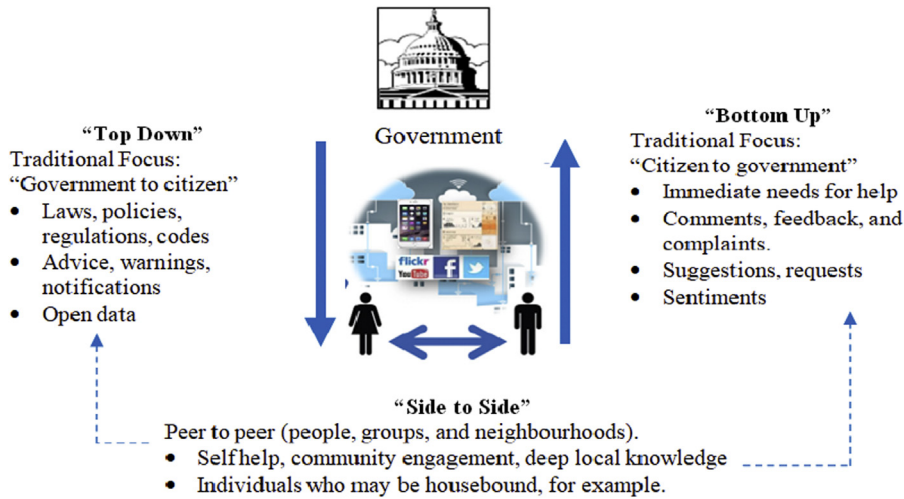 Government
“Top Down”
Traditional Focus:
“Government to citizen”
• Laws, policies,
regulations, codes
• Advice, warnings,
notifications
• Open data
“Bottom Up”
Traditional Focus:
“Citizen to government”
• Immediate needs for help
• Comments, feedback, and
complaints.
• Suggestions, requests
• Sentiments
flickr
YouTube
f
“Side to Side”
Peer to peer (people, groups, and neighbourhoods).
• Self help, community engagement, deep local knowledge
• Individuals who may be housebound, for example.